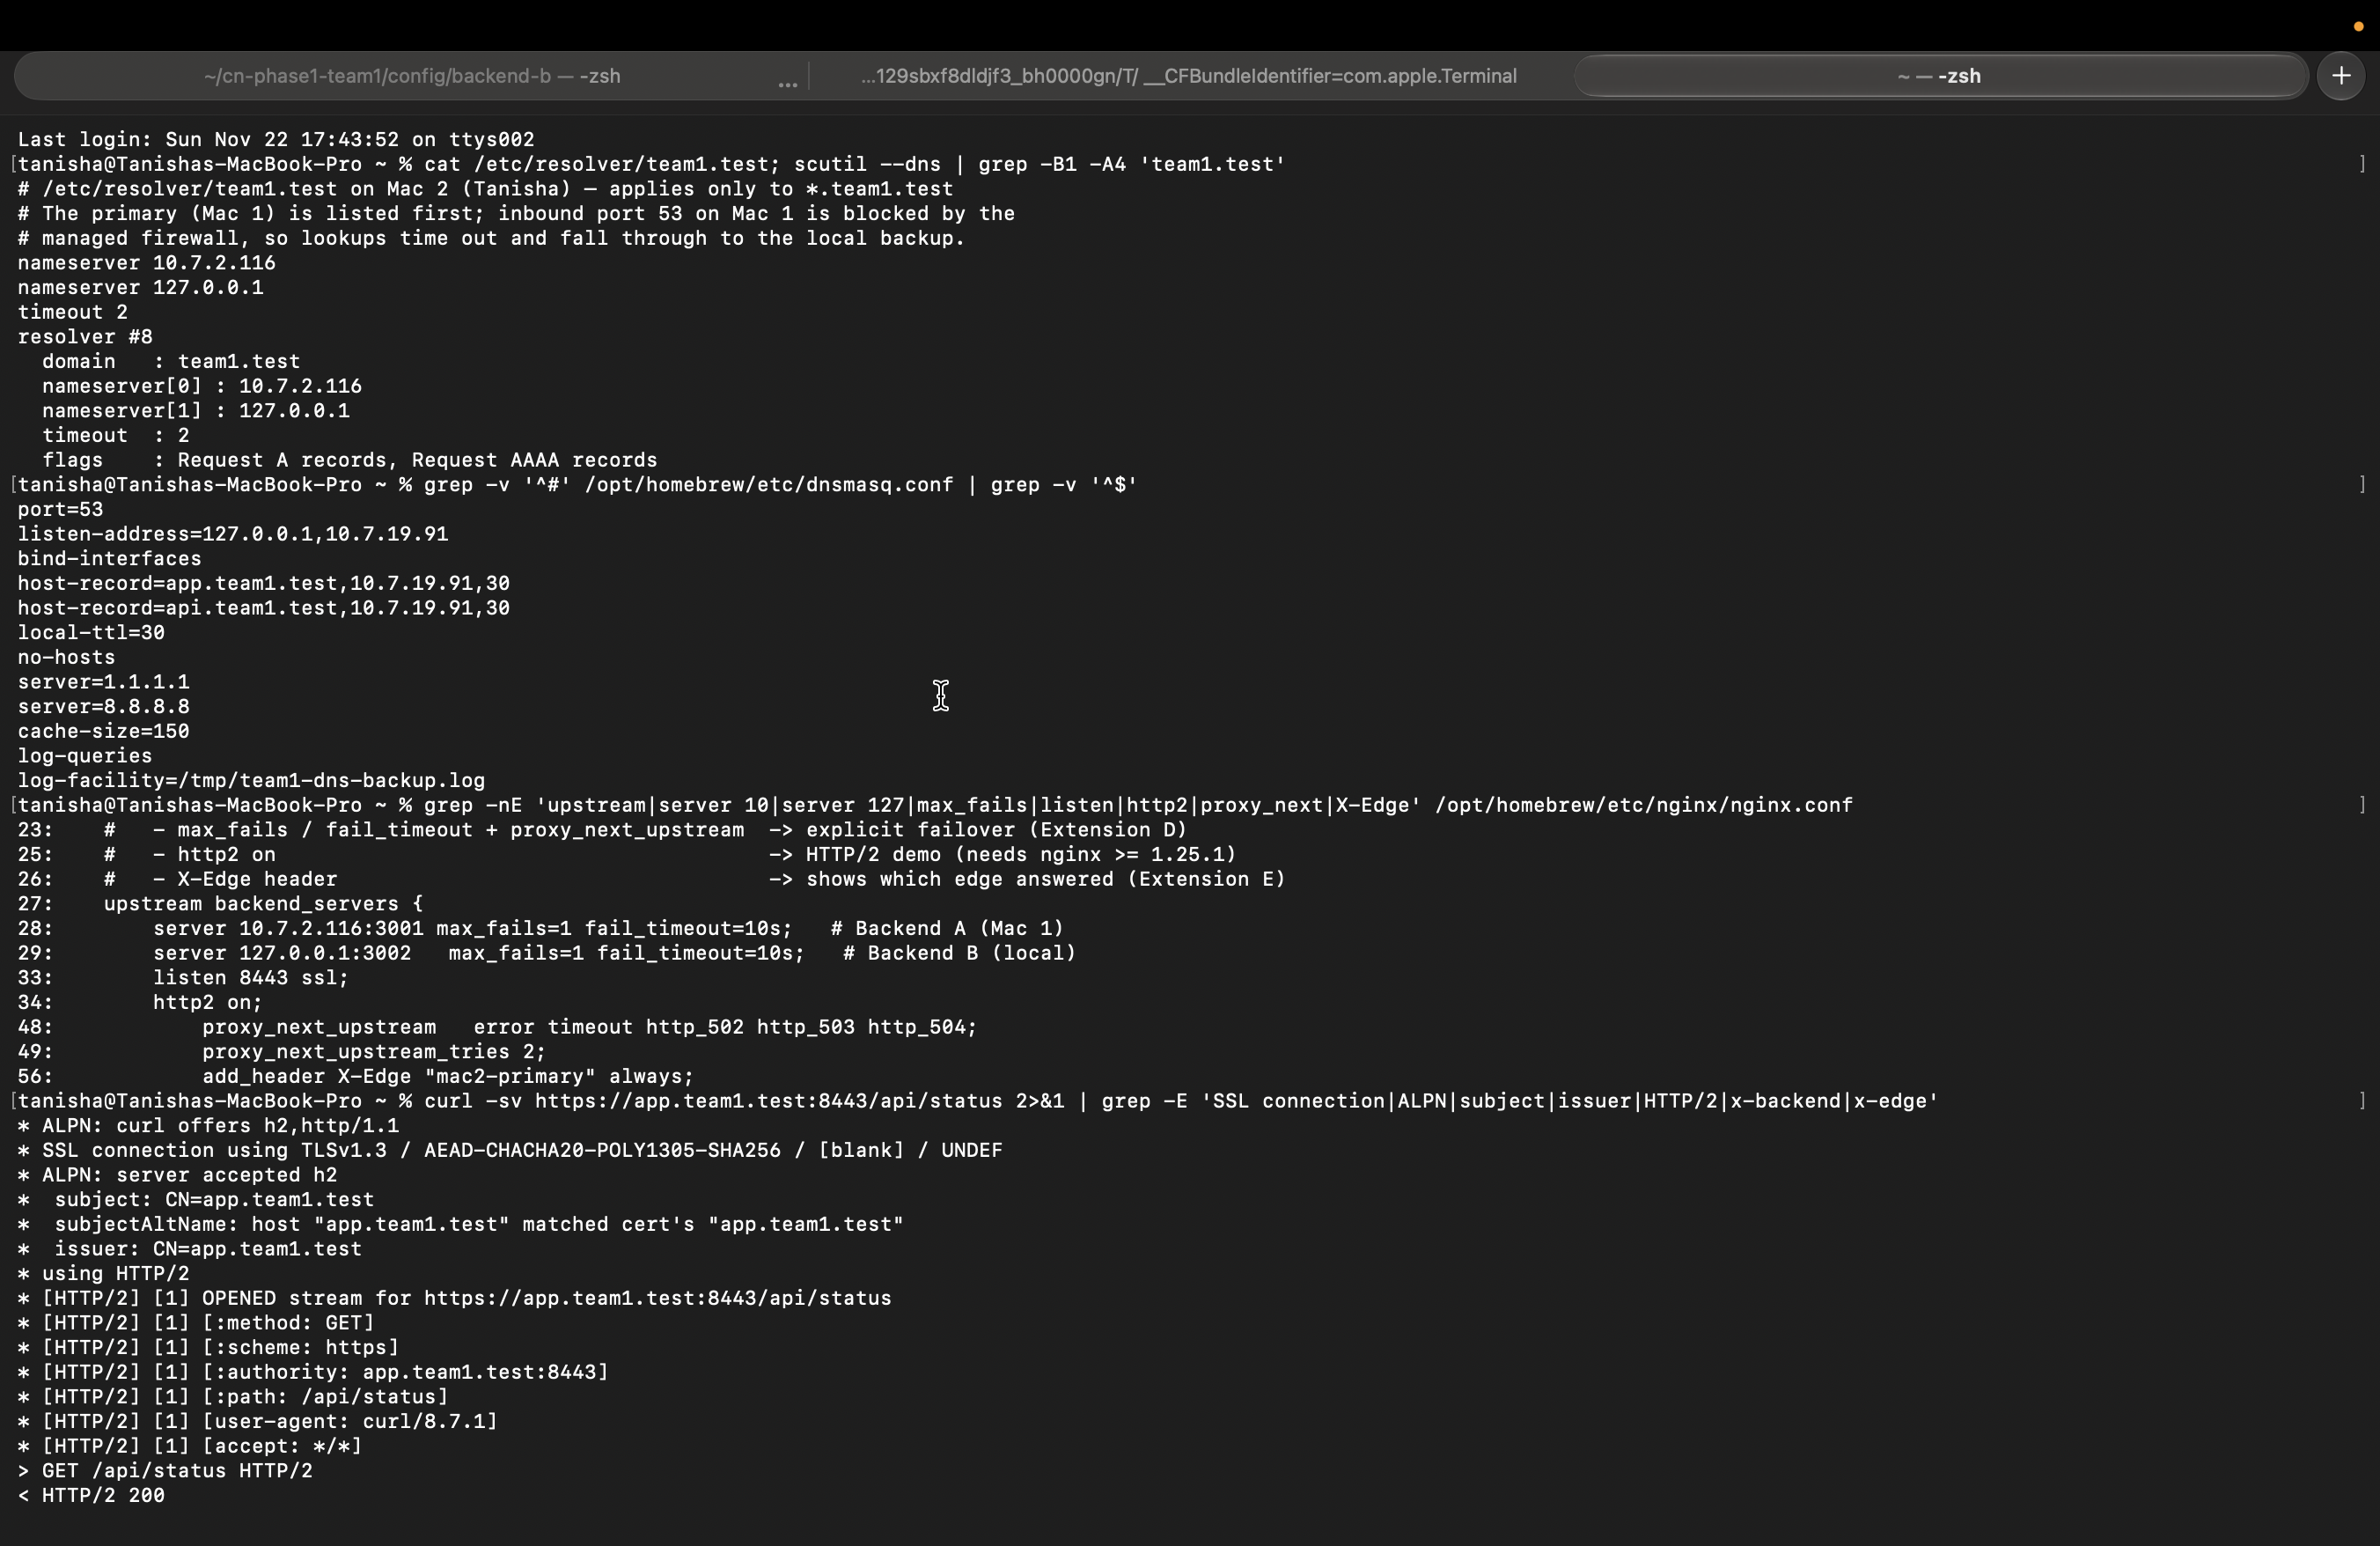 ~/cn-phase1-team1/config/backend-b — -zsh
...
...129sbxf8dldjf3_bh0000gn/T/ __CFBundleIdentifier=com.apple.Terminal
~ — -zsh
+
Last login: Sun Nov 22 17:43:52 on ttys002
[tanisha@Tanishas-MacBook-Pro ~ % cat /etc/resolver/team1.test; scutil --dns | grep -B1 -A4 'team1.test' ]
# /etc/resolver/team1.test on Mac 2 (Tanisha) — applies only to *.team1.test
# The primary (Mac 1) is listed first; inbound port 53 on Mac 1 is blocked by the
# managed firewall, so lookups time out and fall through to the local backup.
nameserver 10.7.2.116
nameserver 127.0.0.1
timeout 2
resolver #8
  domain   : team1.test
  nameserver[0] : 10.7.2.116
  nameserver[1] : 127.0.0.1
  timeout  : 2
  flags    : Request A records, Request AAAA records
[tanisha@Tanishas-MacBook-Pro ~ % grep -v '^#' /opt/homebrew/etc/dnsmasq.conf | grep -v '^$' ]
port=53
listen-address=127.0.0.1,10.7.19.91
bind-interfaces
host-record=app.team1.test,10.7.19.91,30
host-record=api.team1.test,10.7.19.91,30
local-ttl=30
no-hosts
server=1.1.1.1
server=8.8.8.8
cache-size=150
log-queries
log-facility=/tmp/team1-dns-backup.log
[tanisha@Tanishas-MacBook-Pro ~ % grep -nE 'upstream|server 10|server 127|max_fails|listen|http2|proxy_next|X-Edge' /opt/homebrew/etc/nginx/nginx.conf ]
23:    #   - max_fails / fail_timeout + proxy_next_upstream  -> explicit failover (Extension D)
25:    #   - http2 on                                        -> HTTP/2 demo (needs nginx >= 1.25.1)
26:    #   - X-Edge header                                   -> shows which edge answered (Extension E)
27:    upstream backend_servers {
28:        server 10.7.2.116:3001 max_fails=1 fail_timeout=10s;   # Backend A (Mac 1)
29:        server 127.0.0.1:3002   max_fails=1 fail_timeout=10s;   # Backend B (local)
33:        listen 8443 ssl;
34:        http2 on;
48:            proxy_next_upstream   error timeout http_502 http_503 http_504;
49:            proxy_next_upstream_tries 2;
56:            add_header X-Edge "mac2-primary" always;
[tanisha@Tanishas-MacBook-Pro ~ % curl -sv https://app.team1.test:8443/api/status 2>&1 | grep -E 'SSL connection|ALPN|subject|issuer|HTTP/2|x-backend|x-edge' ]
* ALPN: curl offers h2,http/1.1
* SSL connection using TLSv1.3 / AEAD-CHACHA20-POLY1305-SHA256 / [blank] / UNDEF
* ALPN: server accepted h2
*  subject: CN=app.team1.test
*  subjectAltName: host "app.team1.test" matched cert's "app.team1.test"
*  issuer: CN=app.team1.test
* using HTTP/2
* [HTTP/2] [1] OPENED stream for https://app.team1.test:8443/api/status
* [HTTP/2] [1] [:method: GET]
* [HTTP/2] [1] [:scheme: https]
* [HTTP/2] [1] [:authority: app.team1.test:8443]
* [HTTP/2] [1] [:path: /api/status]
* [HTTP/2] [1] [user-agent: curl/8.7.1]
* [HTTP/2] [1] [accept: */*]
> GET /api/status HTTP/2
< HTTP/2 200